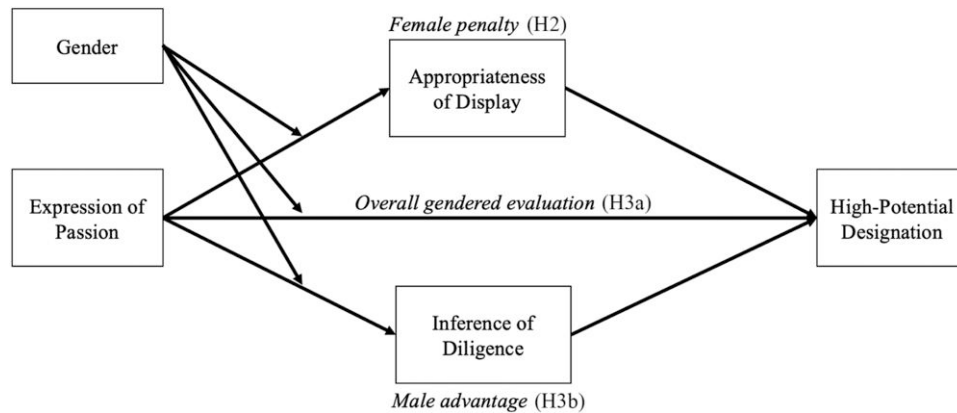 Female penalty (H2)
Gender
Appropriateness
of Display
Expression of
Passion
Overall gendered evaluation (H3a)
High-Potential
Designation
Inference of
Diligence
Male advantage (H3b)